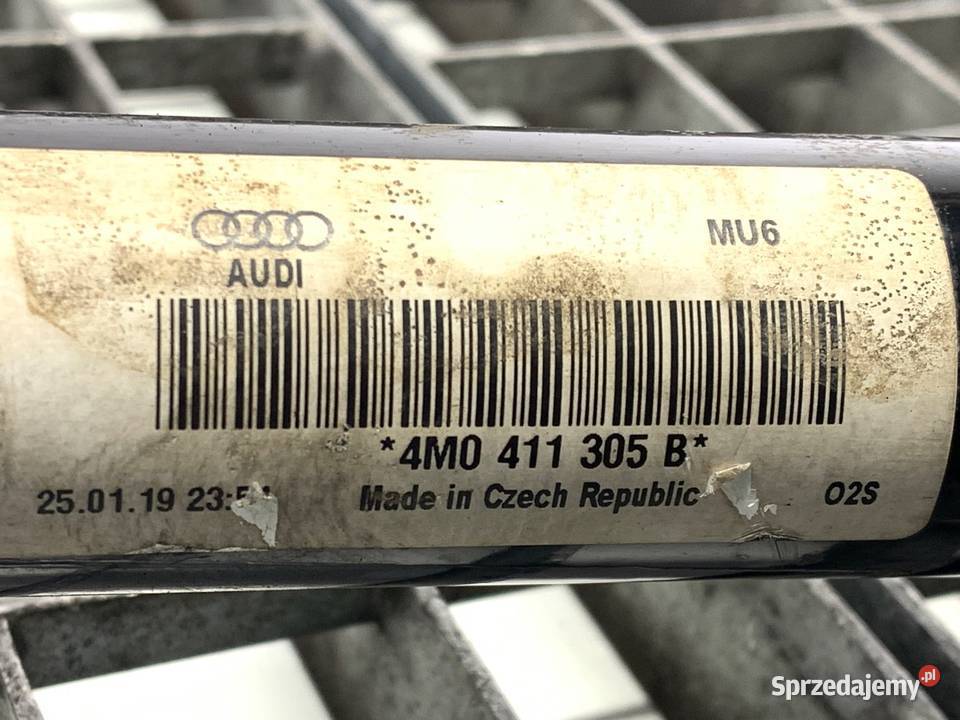 MU6
AUDI
*4M0 411 305 B*
25.01.19 Made in Czech Republic O2S
Sprzedajemy.pl